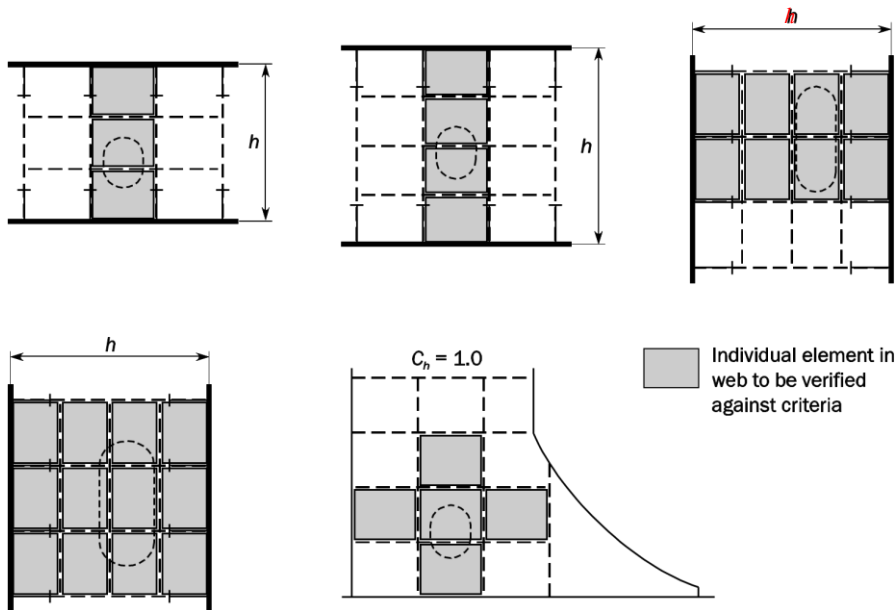 h
h
h
h
C_h = 1.0
Individual element in
web to be verified
against criteria